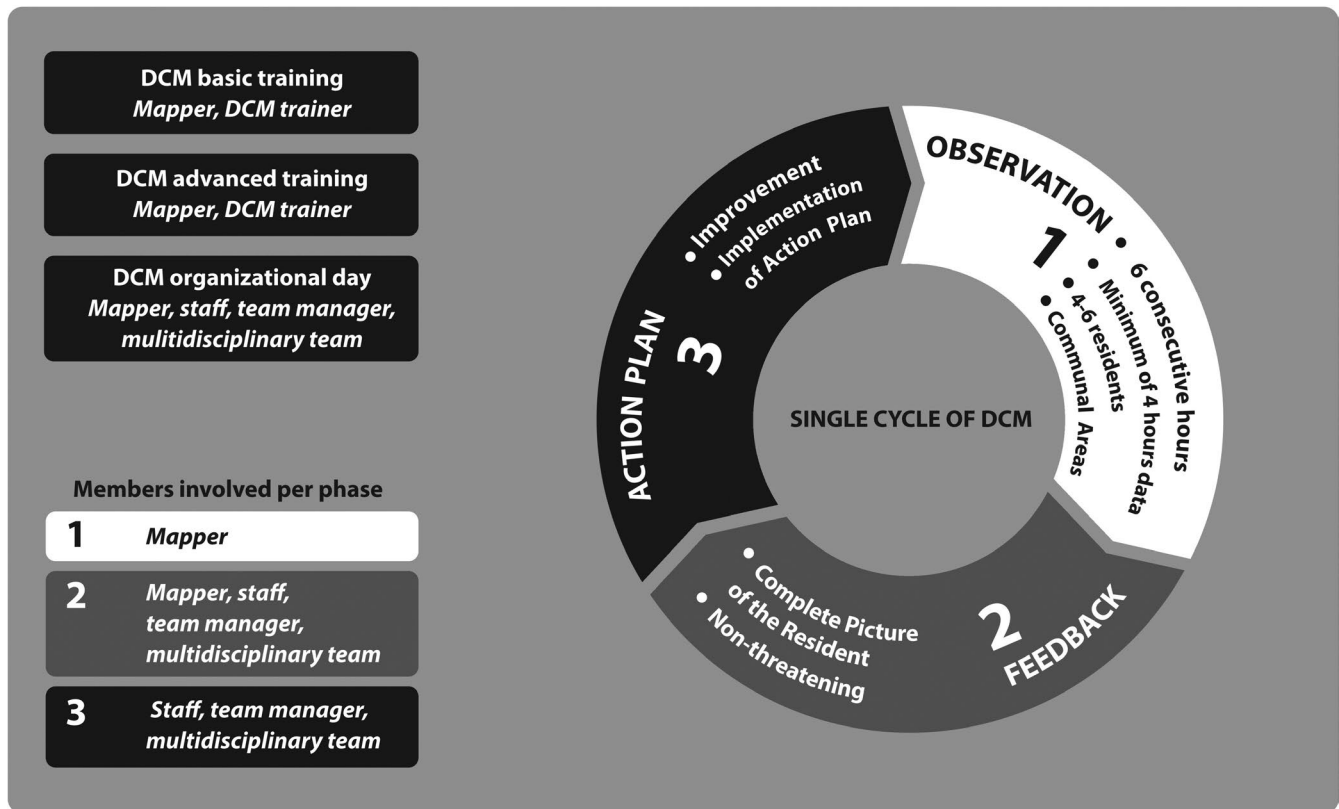 DCM basic training
Mapper, DCM trainer
DCM advanced training
Mapper, DCM trainer
DCM organizational day
Mapper, staff, team manager,
mulitidisciplinary team
Members involved per phase
1 Mapper
2 Mapper, staff,
team manager,
multidisciplinary team
3 Staff, team manager,
multidisciplinary team
SINGLE CYCLE OF DCM
OBSERVATION
1
• 6 consecutive hours
• Minimum of 4 hours data
• 4-6 residents
• Communal Areas
2
FEEDBACK
• Complete Picture
of the Resident
• Non-threatening
ACTION PLAN
3
• Improvement
• Implementation
of Action Plan